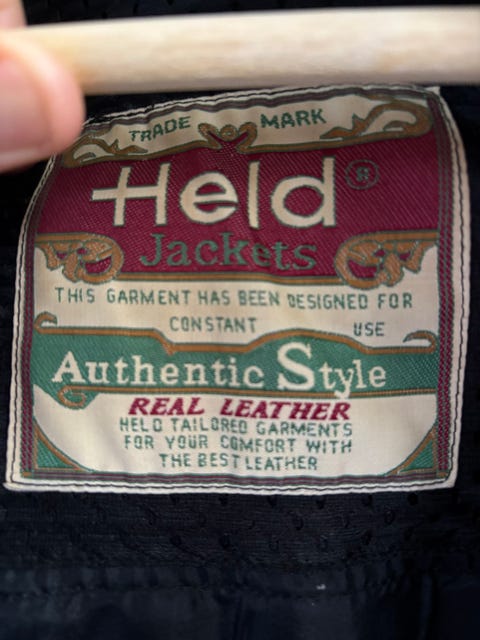 TRADE MARK
Held®
Jackets
THIS GARMENT HAS BEEN DESIGNED FOR
CONSTANT USE
Authentic Style
REAL LEATHER
HELD TAILORED GARMENTS
FOR YOUR COMFORT WITH
THE BEST LEATHER